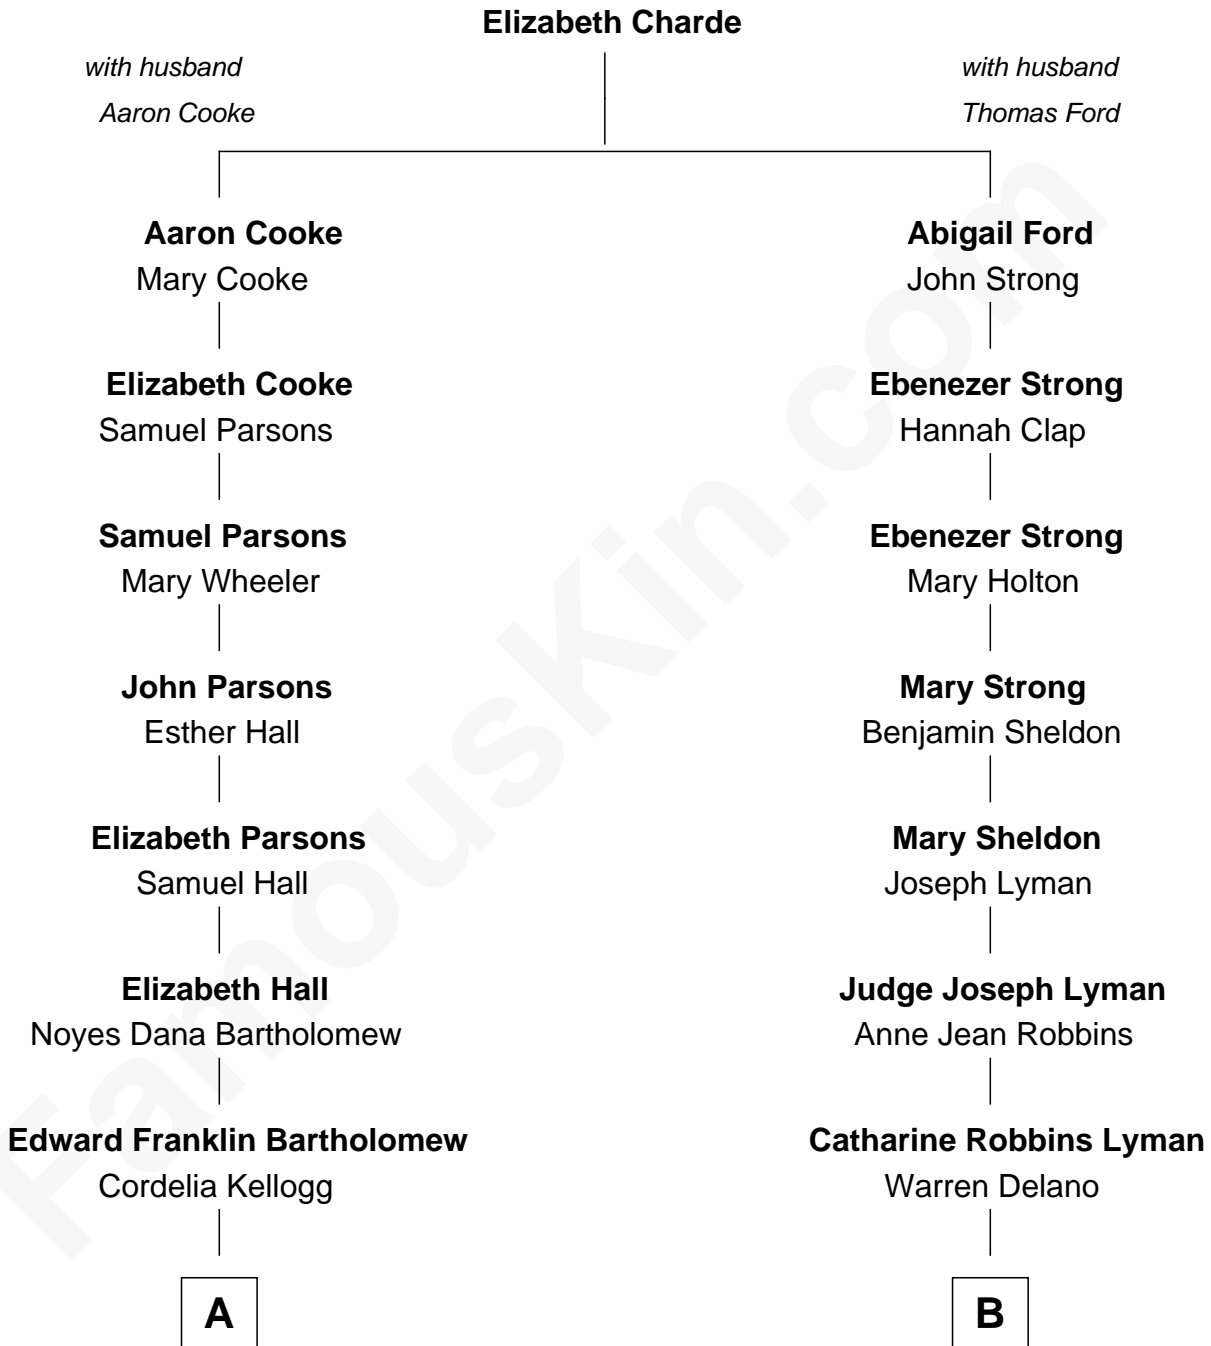 Elizabeth Charde
with husband
Aaron Cooke
with husband
Thomas Ford
Aaron Cooke
Mary Cooke
Abigail Ford
John Strong
Elizabeth Cooke
Samuel Parsons
Ebenezer Strong
Hannah Clap
Samuel Parsons
Mary Wheeler
Ebenezer Strong
Mary Holton
John Parsons
Esther Hall
Mary Strong
Benjamin Sheldon
Elizabeth Parsons
Samuel Hall
Mary Sheldon
Joseph Lyman
Elizabeth Hall
Noyes Dana Bartholomew
Judge Joseph Lyman
Anne Jean Robbins
Edward Franklin Bartholomew
Cordelia Kellogg
Catharine Robbins Lyman
Warren Delano
A
B
FamousKin.com